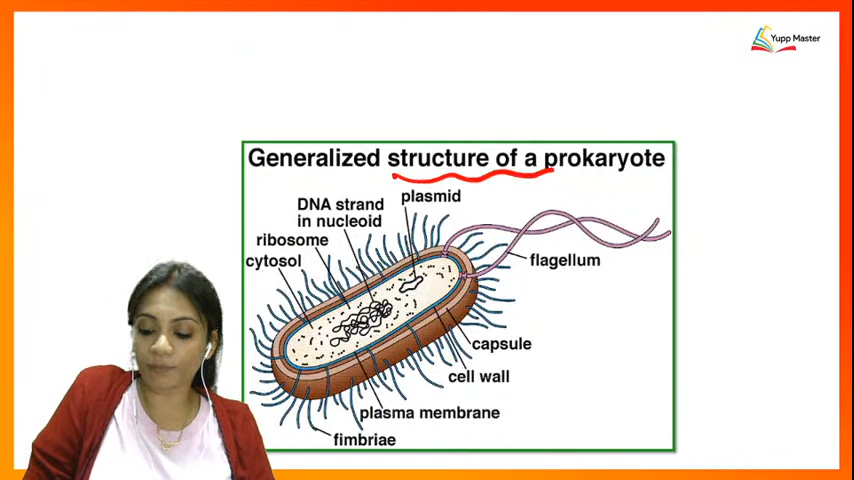 Yupp Master
Generalized structure of a prokaryote
plasmid
DNA strand
in nucleoid
ribosome
cytosol
flagellum
capsule
cell wall
plasma membrane
fimbriae